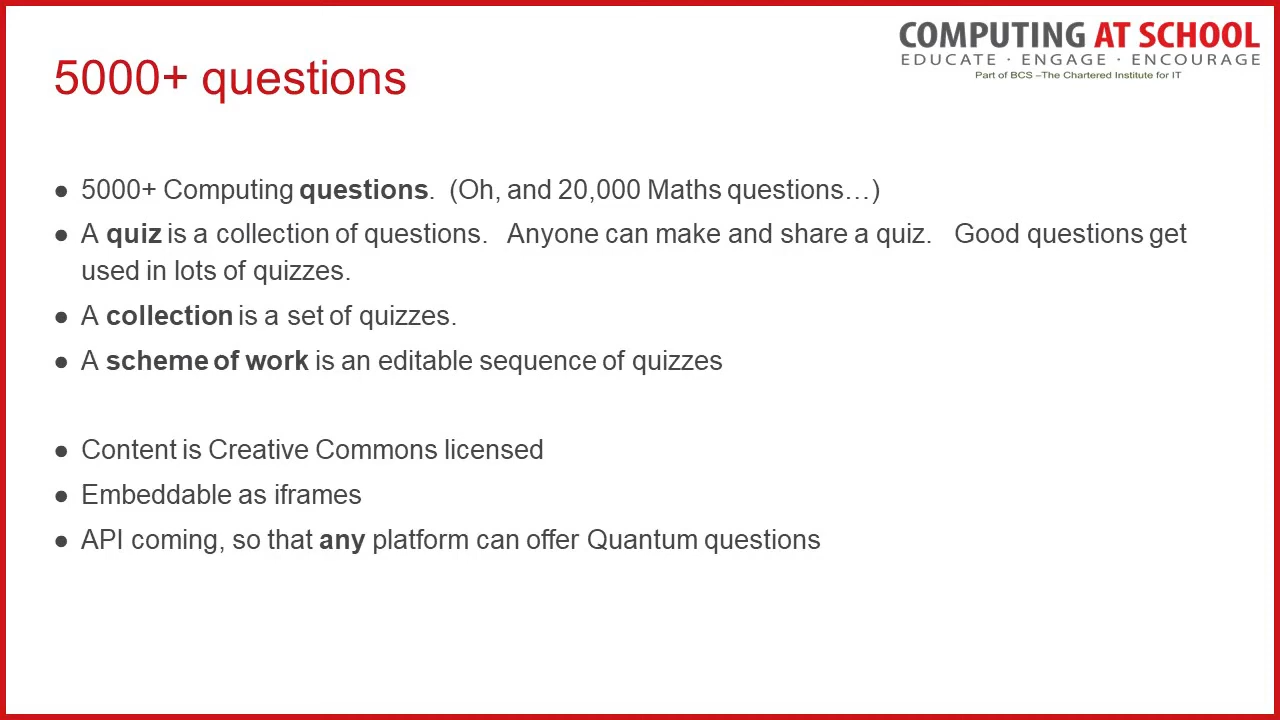 COMPUTING AT SCHOOL
EDUCATE · ENGAGE · ENCOURAGE
Part of BCS –The Chartered Institute for IT
5000+ questions
● 5000+ Computing questions. (Oh, and 20,000 Maths questions…)
● A quiz is a collection of questions. Anyone can make and share a quiz. Good questions get
used in lots of quizzes.
● A collection is a set of quizzes.
● A scheme of work is an editable sequence of quizzes
● Content is Creative Commons licensed
● Embeddable as iframes
● API coming, so that any platform can offer Quantum questions